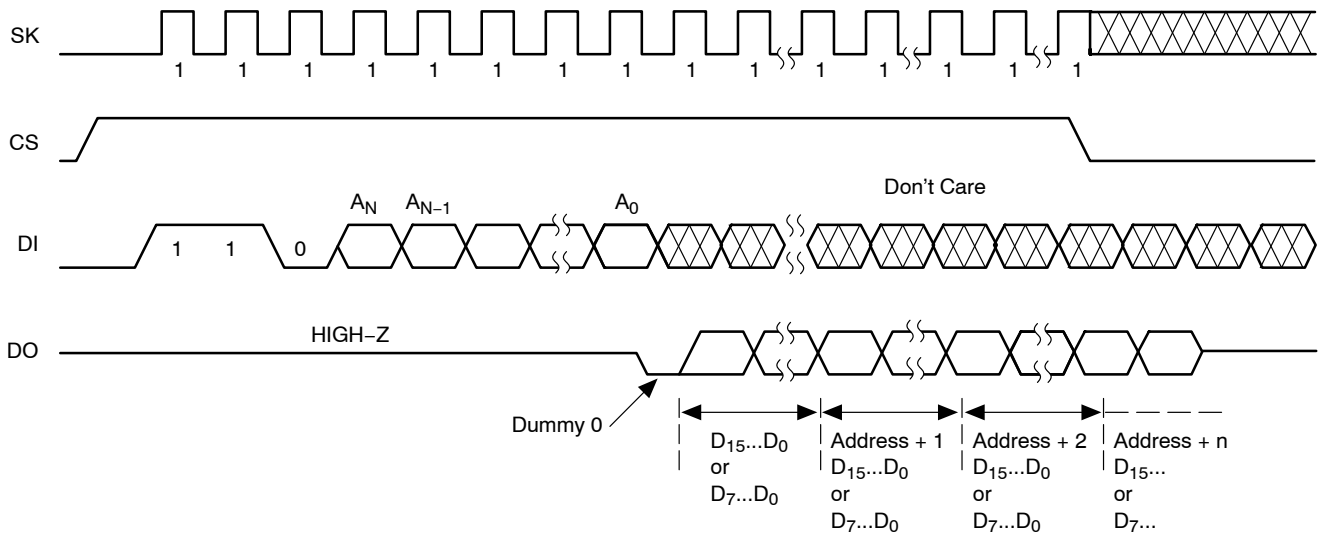 SK
1 1 1 1 1 1 1 1 1 1 1 1 1 1 1
CS
Don't Care
A_N A_N−1 A_0
DI
1 1 0
HIGH−Z
DO
Dummy 0
D15...D0
or
D7...D0
Address + 1
D15...D0
or
D7...D0
Address + 2
D15...D0
or
D7...D0
Address + n
D15...
or
D7...